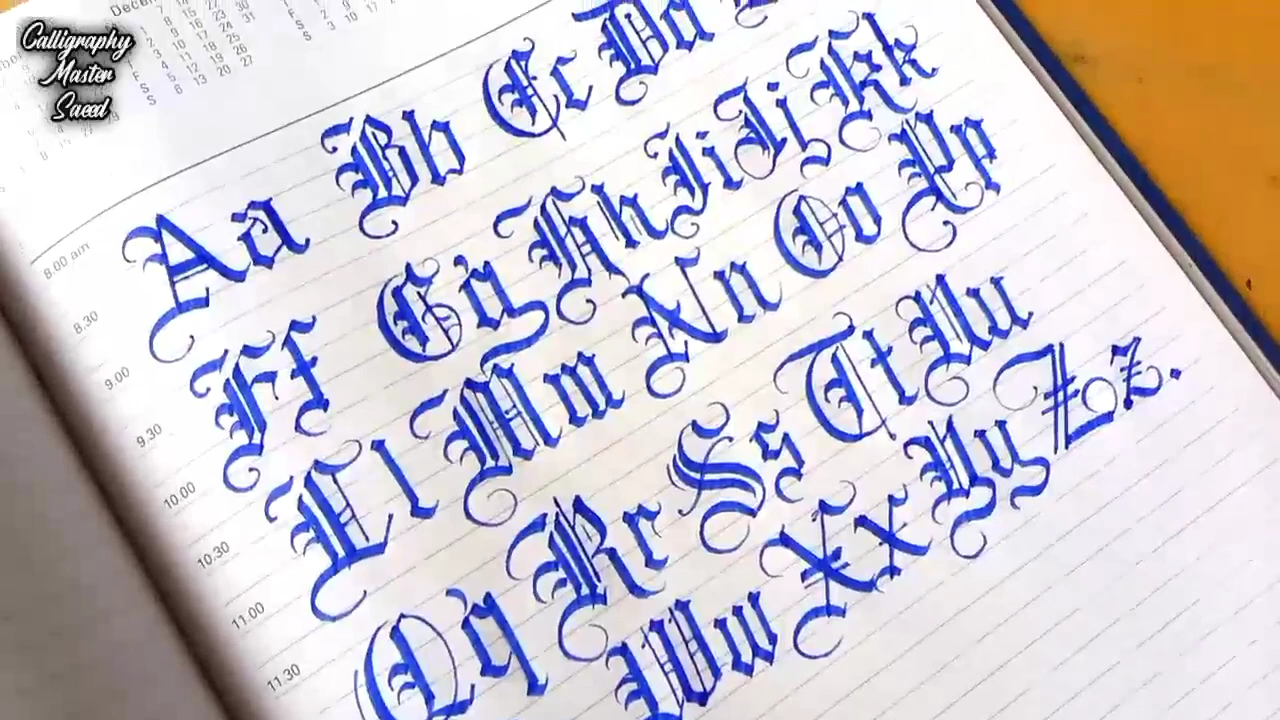 Calligraphy
Master
Saeed
Aa Bb Cc Dd
Ff Gg Hh Ii Jj Kk
Ll Mm Nn Oo Pp
Qq Rr Ss Tt Uu
Ww Xx Yy Zz.
8.00 am
8.30
9.00
9.30
10.00
10.30
11.00
11.30